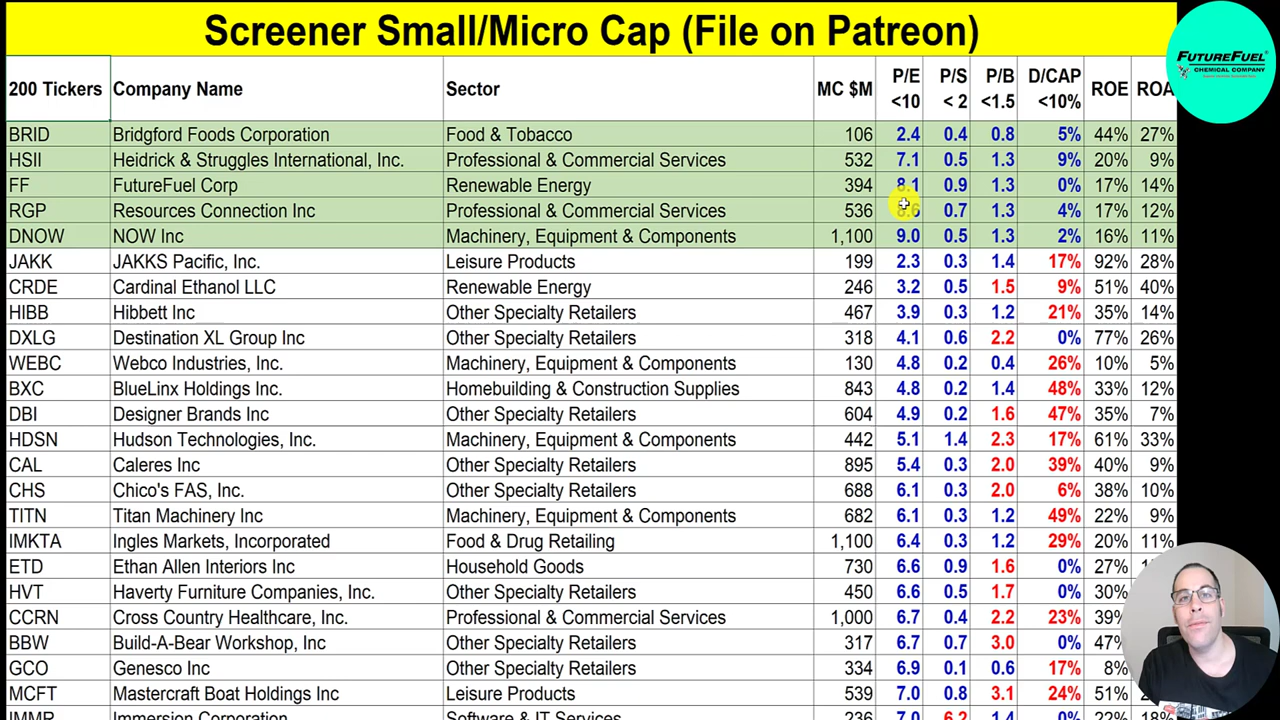 Screener Small/Micro Cap (File on Patreon)
FUTUREFUEL
CHEMICAL COMPANY
200 Tickers Company Name Sector MC $M P/E <10 P/S < 2 P/B <1.5 D/CAP <10% ROE ROA
BRID Bridgford Foods Corporation Food & Tobacco 106 2.4 0.4 0.8 5% 44% 27%
HSII Heidrick & Struggles International, Inc. Professional & Commercial Services 532 7.1 0.5 1.3 9% 20% 9%
FF FutureFuel Corp Renewable Energy 394 8.1 0.9 1.3 0% 17% 14%
RGP Resources Connection Inc Professional & Commercial Services 536 8.6 0.7 1.3 4% 17% 12%
DNOW NOW Inc Machinery, Equipment & Components 1,100 9.0 0.5 1.3 2% 16% 11%
JAKK JAKKS Pacific, Inc. Leisure Products 199 2.3 0.3 1.4 17% 92% 28%
CRDE Cardinal Ethanol LLC Renewable Energy 246 3.2 0.5 1.5 9% 51% 40%
HIBB Hibbett Inc Other Specialty Retailers 467 3.9 0.3 1.2 21% 35% 14%
DXLG Destination XL Group Inc Other Specialty Retailers 318 4.1 0.6 2.2 0% 77% 26%
WEBC Webco Industries, Inc. Machinery, Equipment & Components 130 4.8 0.2 0.4 26% 10% 5%
BXC BlueLinx Holdings Inc. Homebuilding & Construction Supplies 843 4.8 0.2 1.4 48% 33% 12%
DBI Designer Brands Inc Other Specialty Retailers 604 4.9 0.2 1.6 47% 35% 7%
HDSN Hudson Technologies, Inc. Machinery, Equipment & Components 442 5.1 1.4 2.3 17% 61% 33%
CAL Caleres Inc Other Specialty Retailers 895 5.4 0.3 2.0 39% 40% 9%
CHS Chico's FAS, Inc. Other Specialty Retailers 688 6.1 0.3 2.0 6% 38% 10%
TITN Titan Machinery Inc Machinery, Equipment & Components 682 6.1 0.3 1.2 49% 22% 9%
IMKTA Ingles Markets, Incorporated Food & Drug Retailing 1,100 6.4 0.3 1.2 29% 20% 11%
ETD Ethan Allen Interiors Inc Household Goods 730 6.6 0.9 1.6 0% 27%
HVT Haverty Furniture Companies, Inc. Other Specialty Retailers 450 6.6 0.5 1.7 0% 30%
CCRN Cross Country Healthcare, Inc. Professional & Commercial Services 1,000 6.7 0.4 2.2 23% 39%
BBW Build-A-Bear Workshop, Inc Other Specialty Retailers 317 6.7 0.7 3.0 0% 47%
GCO Genesco Inc Other Specialty Retailers 334 6.9 0.1 0.6 17% 8%
MCFT Mastercraft Boat Holdings Inc Leisure Products 539 7.0 0.8 3.1 24% 51%
IMMR Immersion Corporation Software & IT Services 236 7.0 6.2 1.4 0% 22% 18%